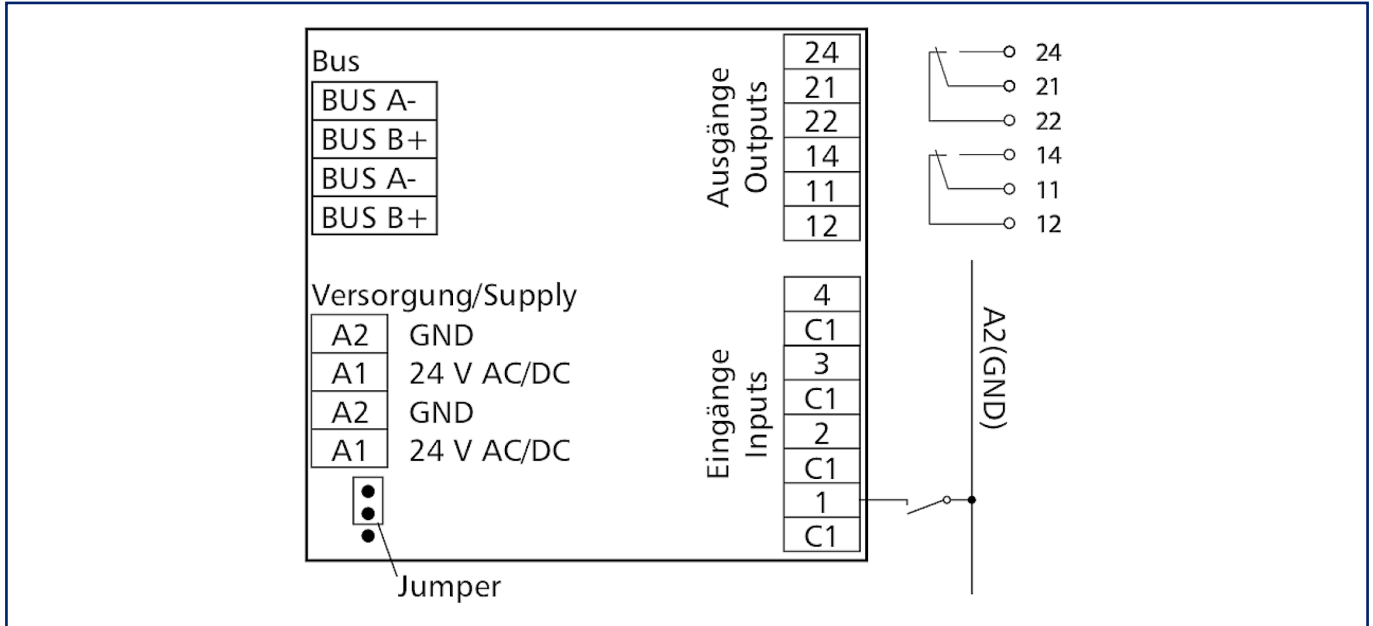 Bus
BUS A-
BUS B+
BUS A-
BUS B+
Versorgung/Supply
A2 GND
A1 24 V AC/DC
A2 GND
A1 24 V AC/DC
Jumper
Ausgänge
Outputs
24
21
22
14
11
12
Eingänge
Inputs
4
C1
3
C1
2
C1
1
C1
24
21
22
14
11
12
A2(GND)